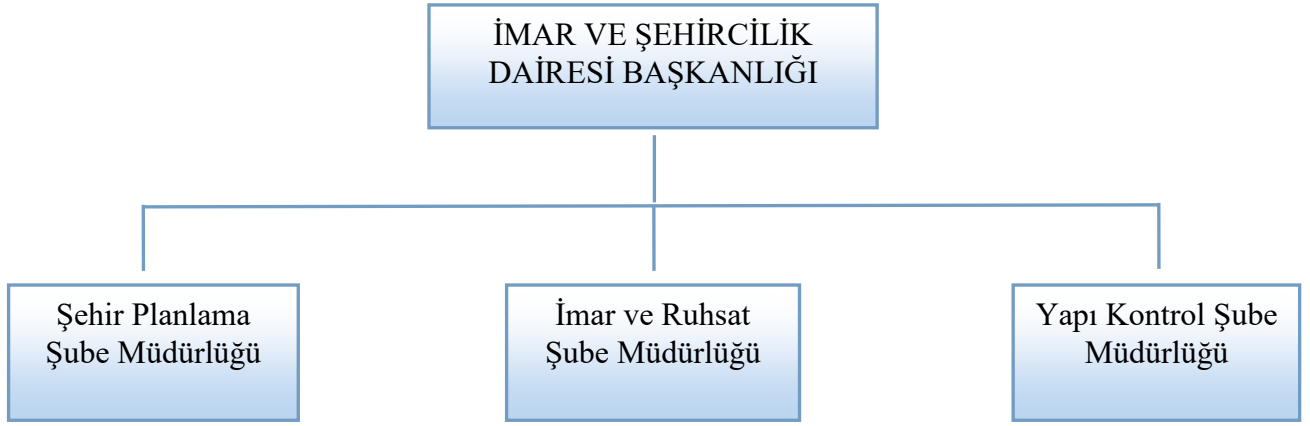 İMAR VE ŞEHİRCİLİK
DAİRESİ BAŞKANLIĞI
Şehir Planlama
Şube Müdürlüğü
İmar ve Ruhsat
Şube Müdürlüğü
Yapı Kontrol Şube
Müdürlüğü